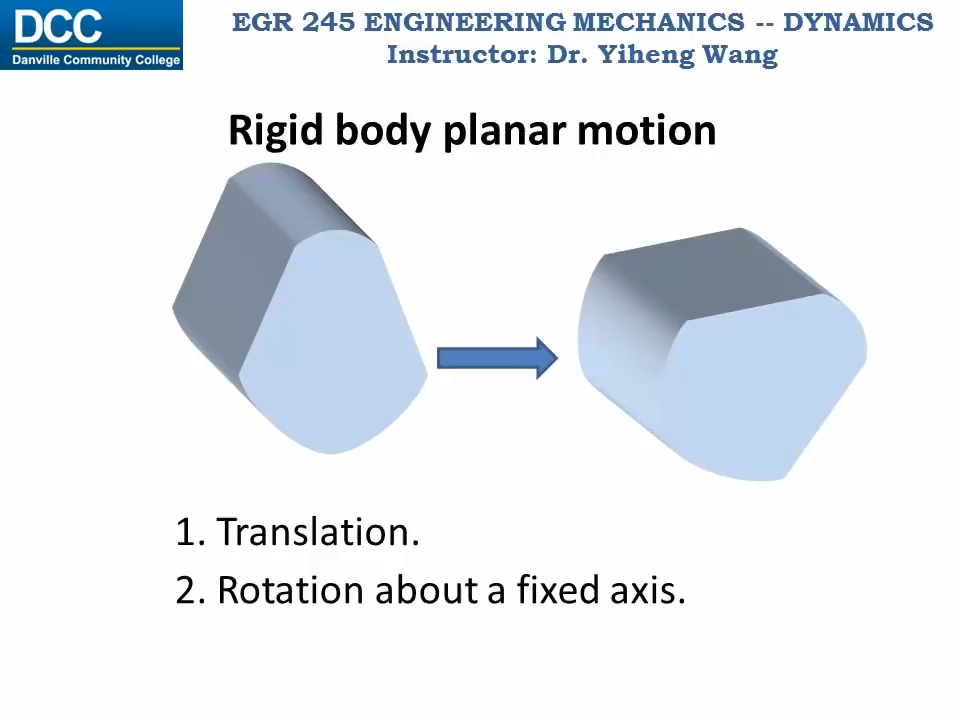 DCC
Danville Community College
EGR 245 ENGINEERING MECHANICS -- DYNAMICS
Instructor: Dr. Yiheng Wang
Rigid body planar motion
1. Translation.
2. Rotation about a fixed axis.